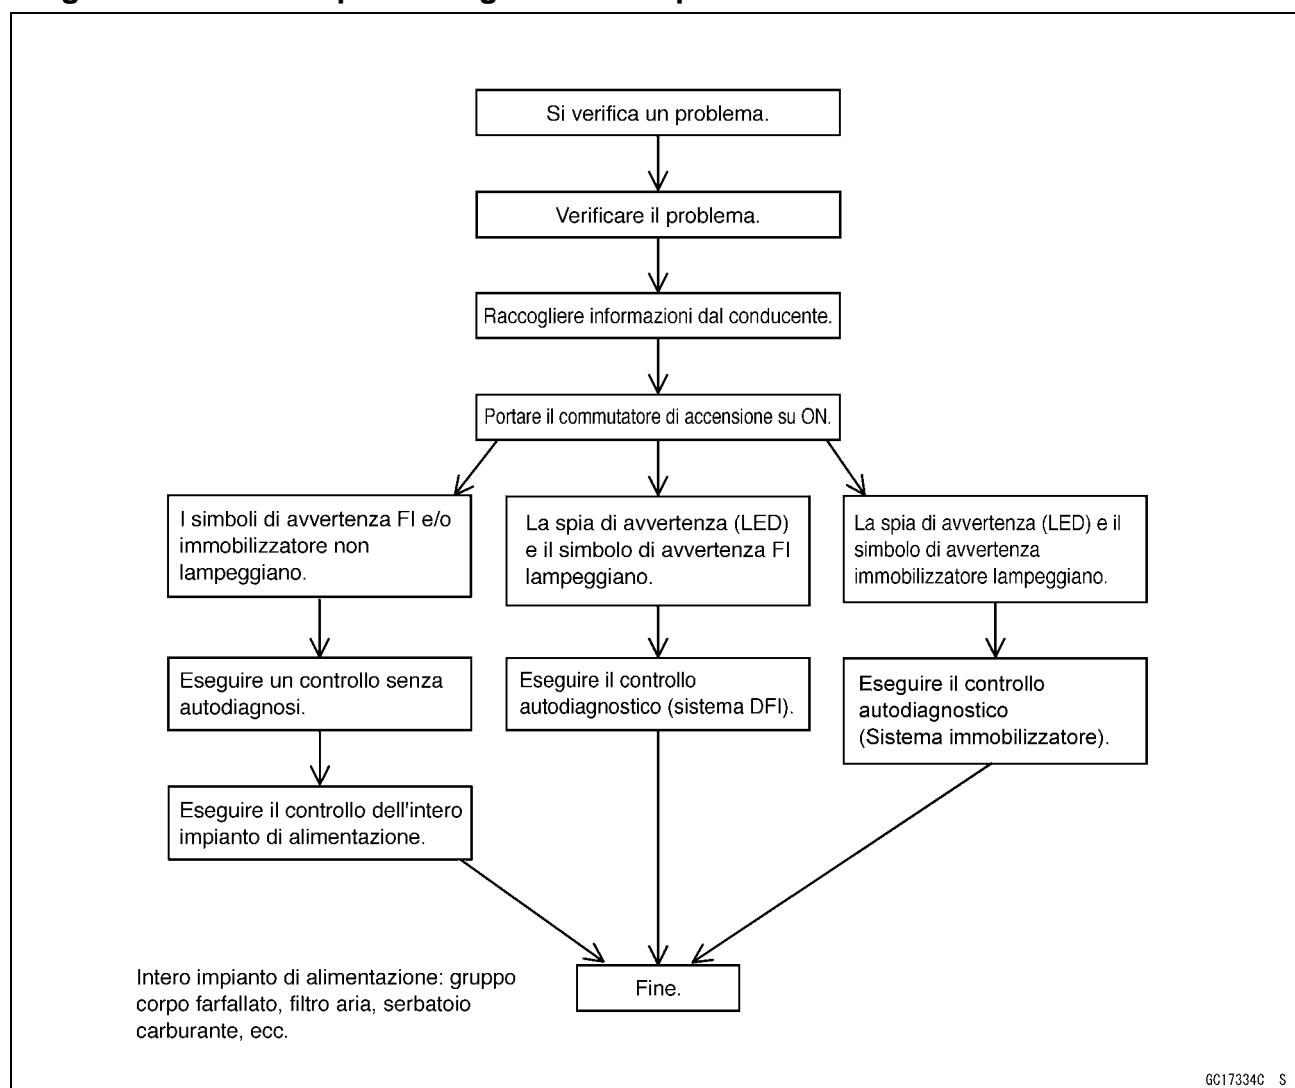 Si verifica un problema.
Verificare il problema.
Raccogliere informazioni dal conducente.
Portare il commutatore di accensione su ON.
I simboli di avvertenza FI e/o
immobilizzatore non
lampeggiano.
La spia di avvertenza (LED)
e il simbolo di avvertenza FI
lampeggiano.
La spia di avvertenza (LED) e il
simbolo di avvertenza
immobilizzatore lampeggiano.
Eseguire un controllo senza
autodiagnosi.
Eseguire il controllo
autodiagnostico (sistema DFI).
Eseguire il controllo
autodiagnostico
(Sistema immobilizzatore).
Eseguire il controllo dell'intero
impianto di alimentazione.
Intero impianto di alimentazione: gruppo
corpo farfallato, filtro aria, serbatoio
carburante, ecc.
Fine.
GC17334C S